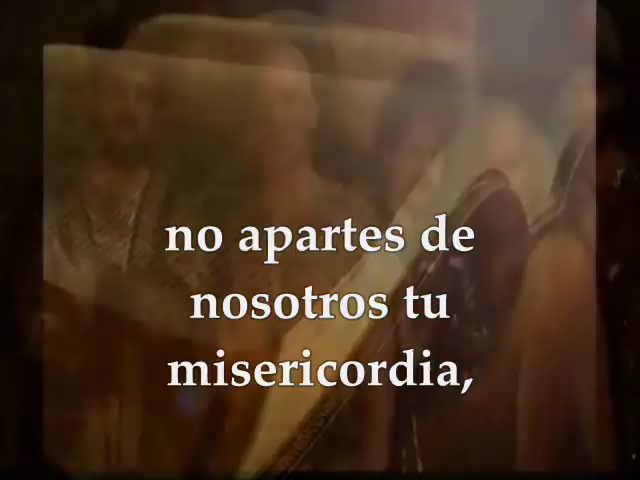 no apartes de
nosotros tu
misericordia,